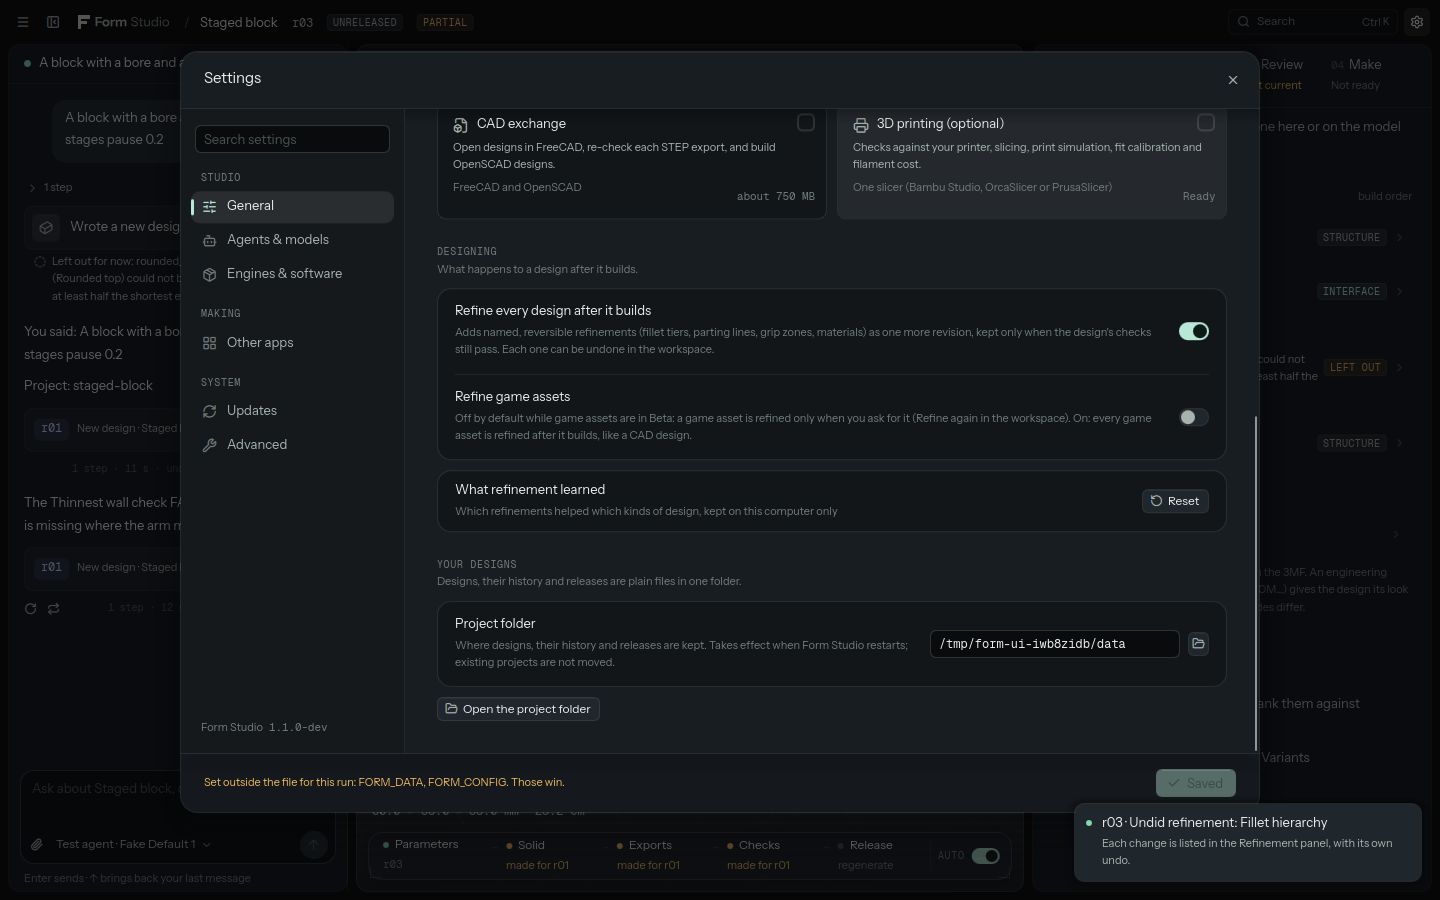 Form Studio / Staged block r03 UNRELEASED PARTIAL Search Ctrl K
A block with a bore and a
A block with a bore
stages pause 0.2
1 step
Wrote a new desig
Left out for now: rounded,
(Rounded top) could not b
at least half the shortest e
You said: A block with a bo
stages pause 0.2
Project: staged-block
r01 New design · Staged
1 step · 11 s · un
The Thinnest wall check FA
is missing where the arm m
r01 New design · Staged
1 step · 12
Ask about Staged block,
Test agent · Fake Default 1
Enter sends · ↑ brings back your last message
Settings
Search settings
STUDIO
General
Agents & models
Engines & software
MAKING
Other apps
SYSTEM
Updates
Advanced
Form Studio 1.1.0-dev
CAD exchange
Open designs in FreeCAD, re-check each STEP export, and build
OpenSCAD designs.
FreeCAD and OpenSCAD
about 750 MB
3D printing (optional)
Checks against your printer, slicing, print simulation, fit calibration and
filament cost.
One slicer (Bambu Studio, OrcaSlicer or PrusaSlicer)
Ready
DESIGNING
What happens to a design after it builds.
Refine every design after it builds
Adds named, reversible refinements (fillet tiers, parting lines, grip zones, materials) as one more revision, kept only when the design's checks
still pass. Each one can be undone in the workspace.
Refine game assets
Off by default while game assets are in Beta: a game asset is refined only when you ask for it (Refine again in the workspace). On: every game
asset is refined after it builds, like a CAD design.
What refinement learned
Which refinements helped which kinds of design, kept on this computer only
Reset
YOUR DESIGNS
Designs, their history and releases are plain files in one folder.
Project folder
Where designs, their history and releases are kept. Takes effect when Form Studio restarts;
existing projects are not moved.
/tmp/form-ui-iwb8zidb/data
Open the project folder
Set outside the file for this run: FORM_DATA, FORM_CONFIG. Those win.
Saved
Review 04 Make
t current Not ready
ne here or on the model
build order
STRUCTURE
INTERFACE
could not
east half the
LEFT OUT
STRUCTURE
the 3MF. An engineering
OM...) gives the design its look
des differ.
ank them against
Variants
Parameters Solid Exports Checks Release
r03 made for r01 made for r01 made for r01 regenerate
AUTO
r03 · Undid refinement: Fillet hierarchy
Each change is listed in the Refinement panel, with its own
undo.